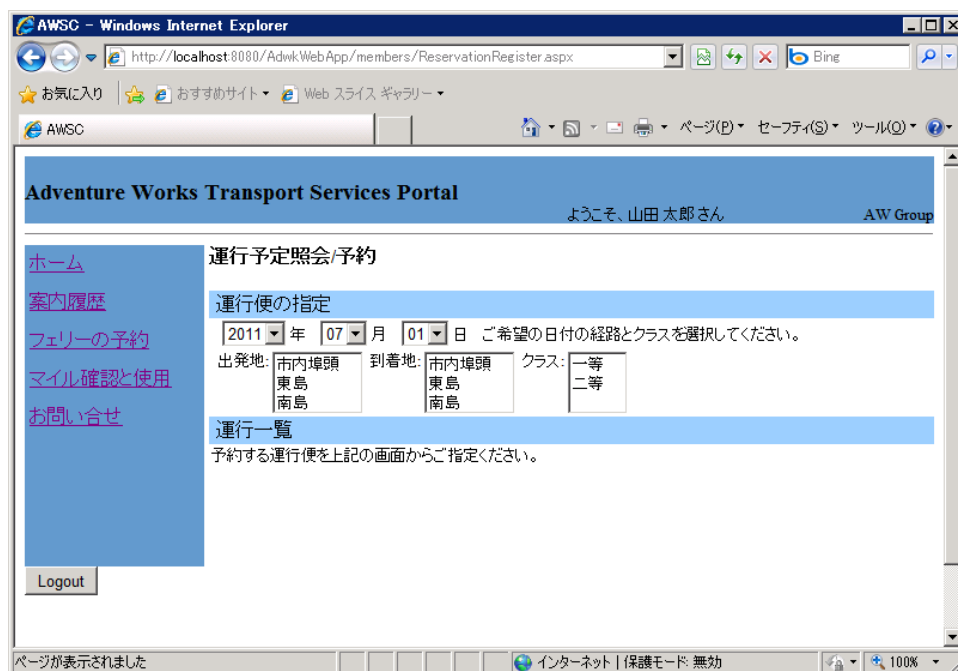 AWSC - Windows Internet Explorer
http://localhost:8080/AdwkWebApp/members/ReservationRegister.aspx
Bing
お気に入り おすすめサイト Web スライス ギャラリー
AWSC
ページ(P) セーフティ(S) ツール(O)
Adventure Works Transport Services Portal
ようこそ、山田 太郎 さん AW Group
ホーム
案内履歴
フェリーの予約
マイル確認と使用
お問い合せ
運行予定照会/予約
運行便の指定
2011 年 07 月 01 日 ご希望の日付の経路とクラスを選択してください。
出発地: 市内埠頭 到着地: 市内埠頭 クラス: 一等
東島 東島 二等
南島 南島
運行一覧
予約する運行便を上記の画面からご指定ください。
Logout
ページが表示されました インターネット | 保護モード: 無効 100%